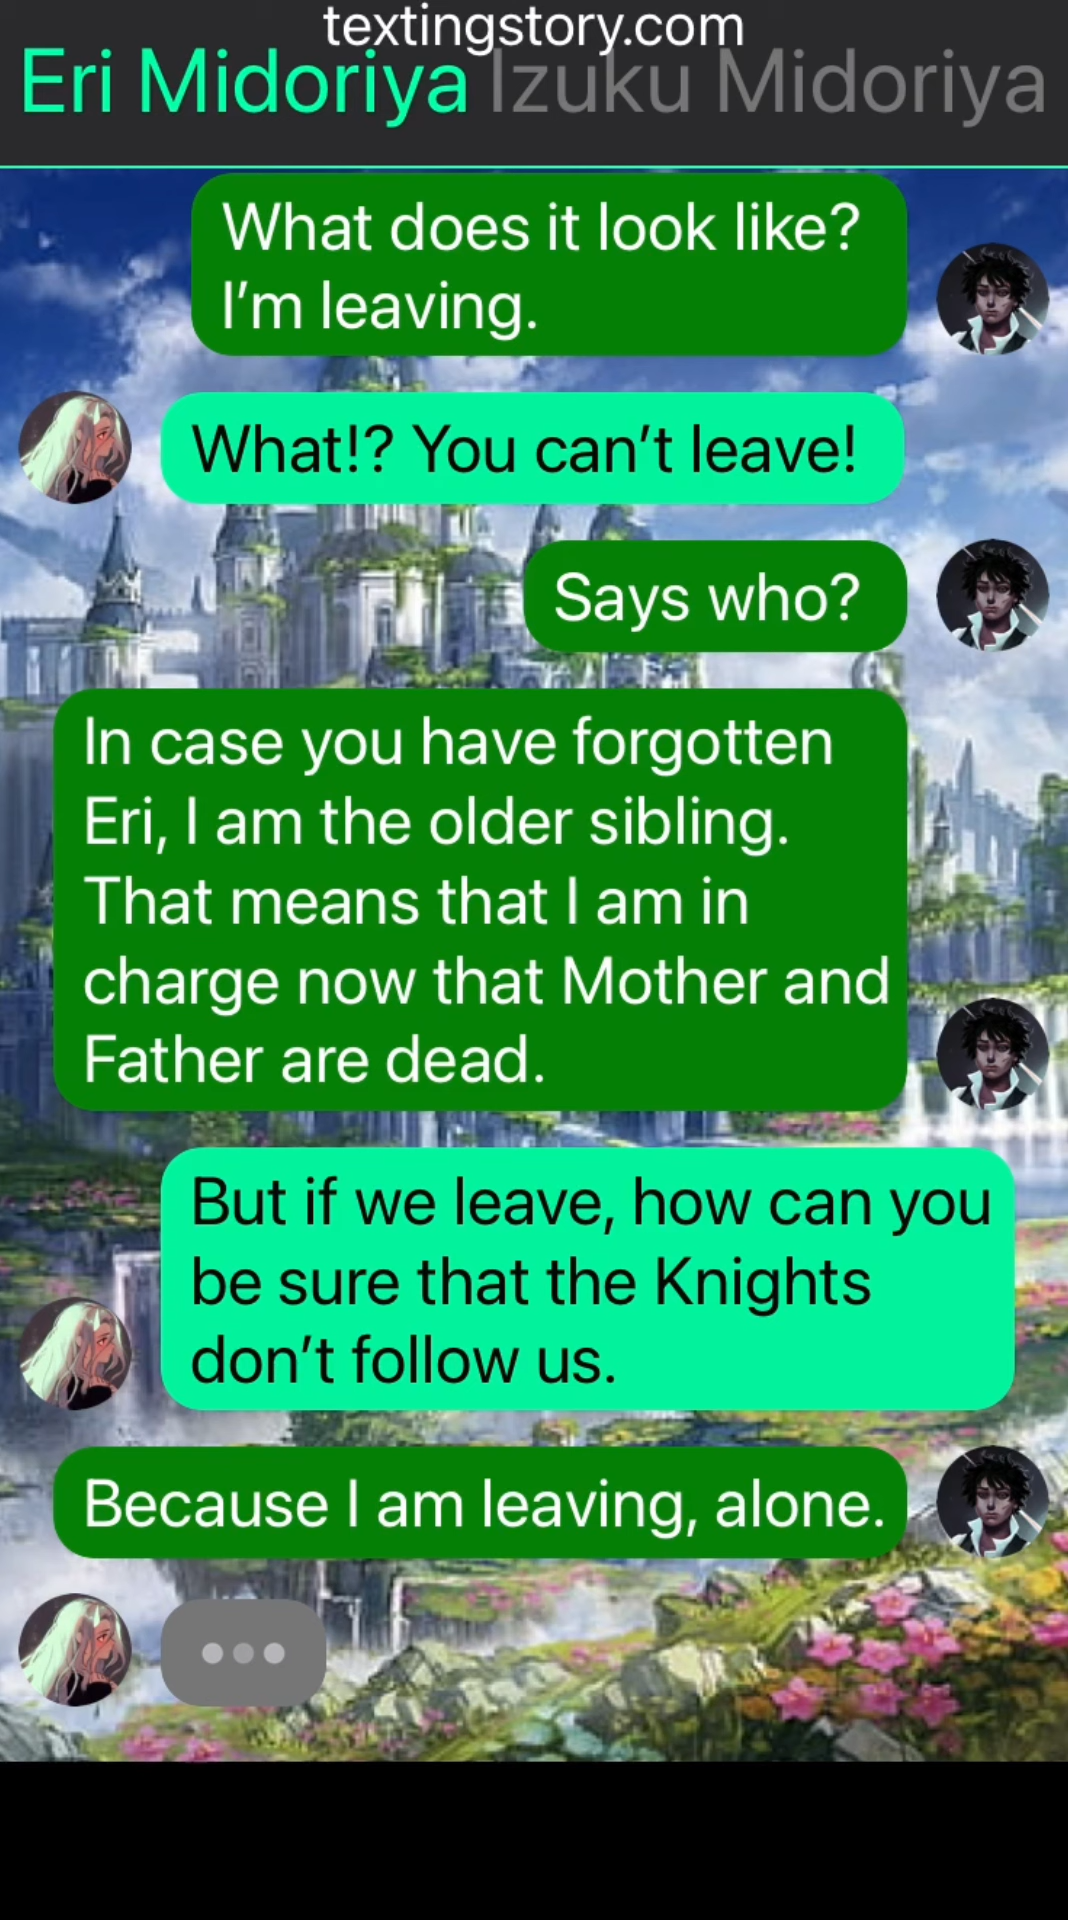 textingstory.com
Eri Midoriya Izuku Midoriya
What does it look like?
I'm leaving.
What!? You can't leave!
Says who?
In case you have forgotten
Eri, I am the older sibling.
That means that I am in
charge now that Mother and
Father are dead.
But if we leave, how can you
be sure that the Knights
don't follow us.
Because I am leaving, alone.